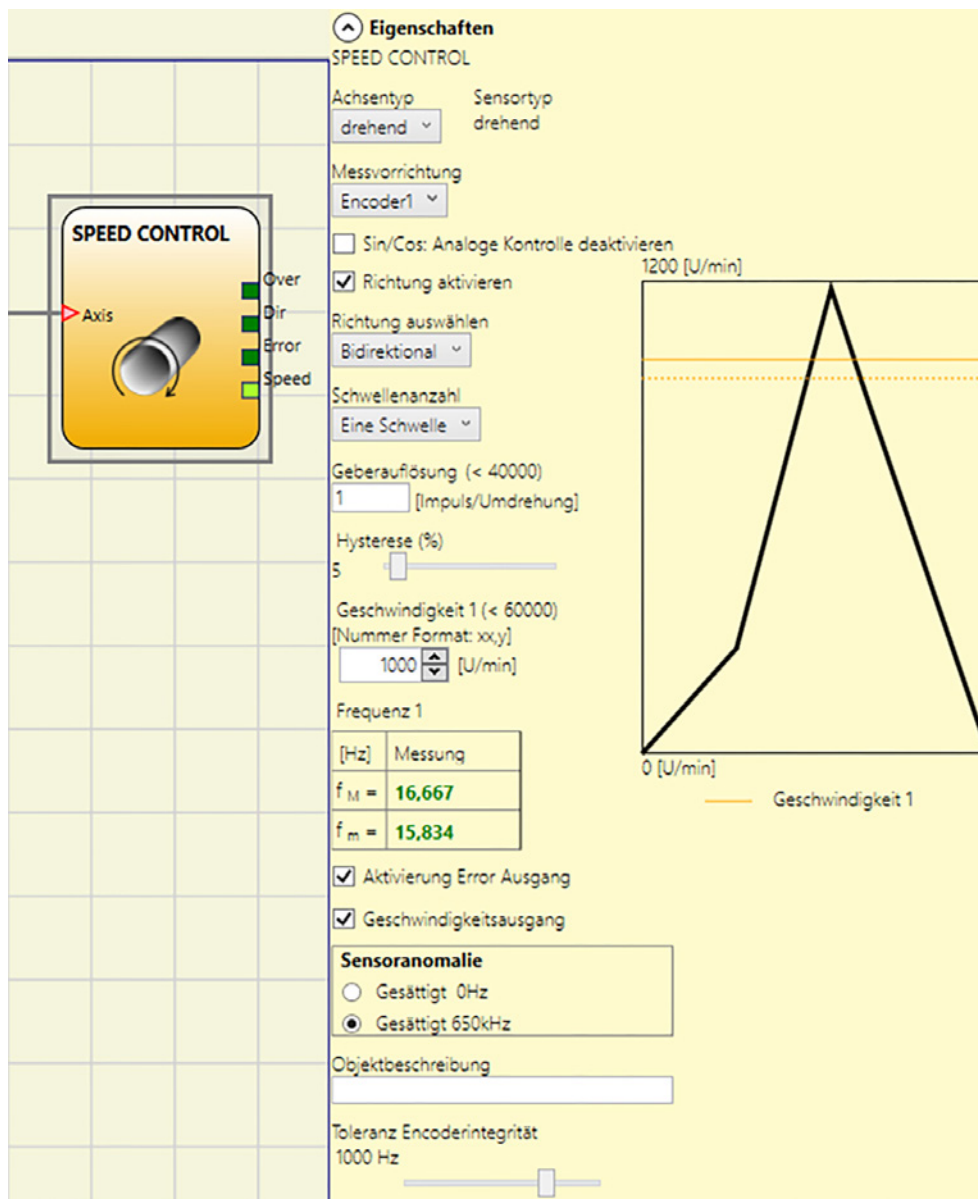 Eigenschaften
SPEED CONTROL
Achsentyp Sensortyp
drehend drehend
Messvorrichtung
Encoder1
SPEED CONTROL
Axis
Over
Dir
Error
Speed
Sin/Cos: Analoge Kontrolle deaktivieren
Richtung aktivieren
Richtung auswählen
Bidirektional
Schwellenanzahl
Eine Schwelle
Geberauflösung (< 40000)
1 [Impuls/Umdrehung]
Hysterese (%)
5
Geschwindigkeit 1 (< 60000)
[Nummer Format: xx,y]
1000 [U/min]
Frequenz 1
[Hz] Messung
f M = 16,667
f m = 15,834
1200 [U/min]
0 [U/min]
Geschwindigkeit 1
Aktivierung Error Ausgang
Geschwindigkeitsausgang
Sensoranomalie
Gesättigt 0Hz
Gesättigt 650kHz
Objektbeschreibung
Toleranz Encoderintegrität
1000 Hz